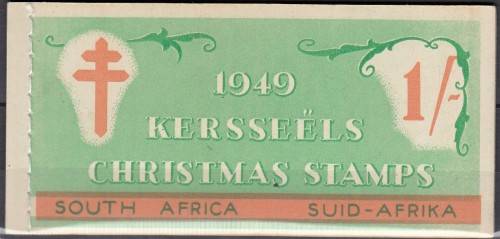 1949
1/-
KERSSEËLS
CHRISTMAS STAMPS
SOUTH AFRICA SUID-AFRIKA